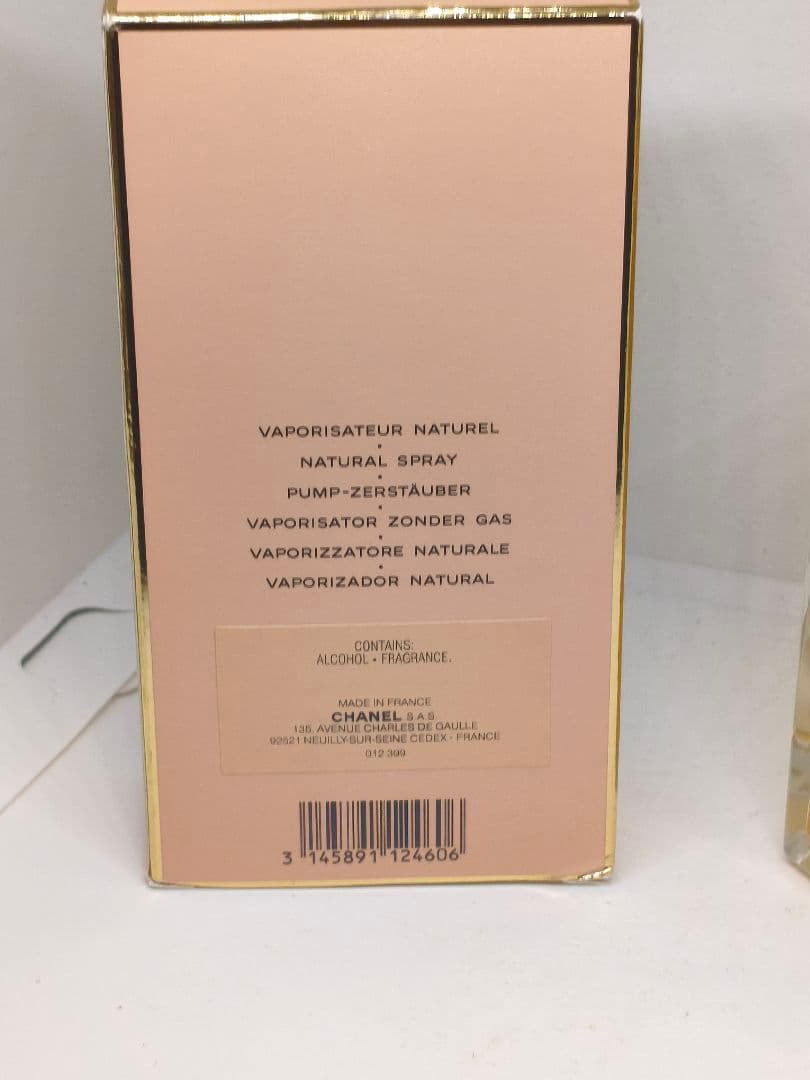 VAPORISATEUR NATUREL
•
NATURAL SPRAY
•
PUMP-ZERSTÄUBER
•
VAPORISATOR ZONDER GAS
•
VAPORIZZATORE NATURALE
•
VAPORIZADOR NATURAL
CONTAINS:
ALCOHOL • FRAGRANCE.
MADE IN FRANCE
CHANEL S.A.S.
135, AVENUE CHARLES DE GAULLE
92521 NEUILLY-SUR-SEINE CEDEX - FRANCE
012 399
3 145891 124606